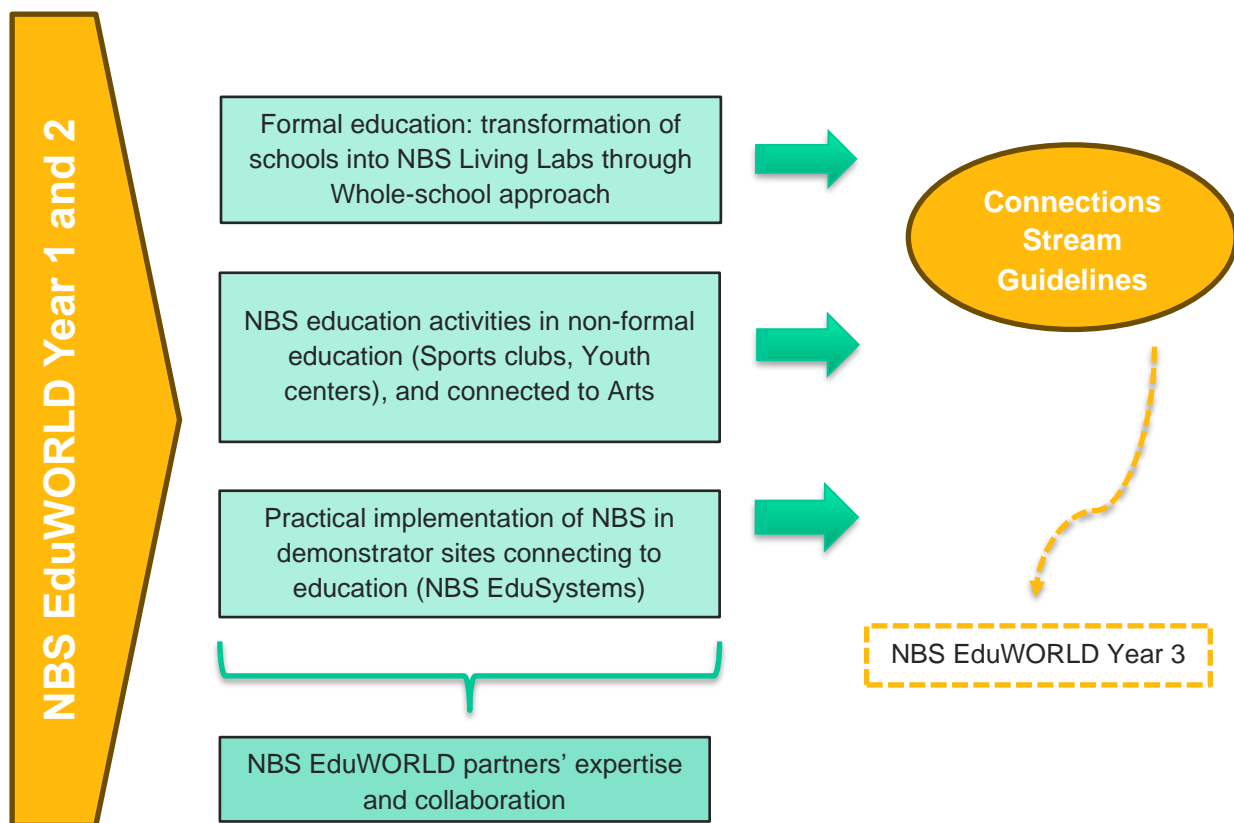 NBS EduWORLD Year 1 and 2
Formal education: transformation of
schools into NBS Living Labs through
Whole-school approach
NBS education activities in non-formal
education (Sports clubs, Youth
centers), and connected to Arts
Practical implementation of NBS in
demonstrator sites connecting to
education (NBS EduSystems)
NBS EduWORLD partners’ expertise
and collaboration
Connections
Stream
Guidelines
NBS EduWORLD Year 3